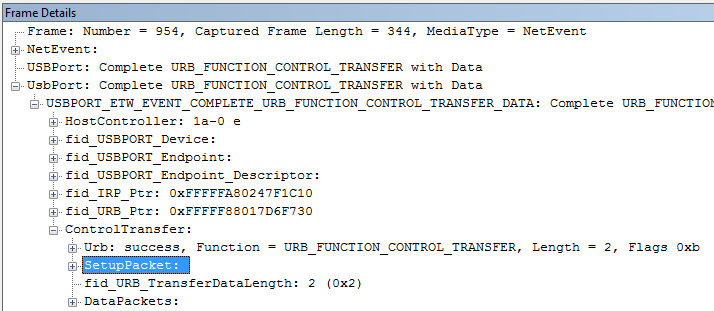 Frame Details
Frame: Number = 954, Captured Frame Length = 344, MediaType = NetEvent
NetEvent:
USBPort: Complete URB_FUNCTION_CONTROL_TRANSFER with Data
UsbPort: Complete URB_FUNCTION_CONTROL_TRANSFER with Data
USBPORT_ETW_EVENT_COMPLETE_URB_FUNCTION_CONTROL_TRANSFER_DATA: Complete URB_FUNCTION
HostController: 1a-0 e
fid_USBPORT_Device:
fid_USBPORT_Endpoint:
fid_USBPORT_Endpoint_Descriptor:
fid_IRP_Ptr: 0xFFFFFA80247F1C10
fid_URB_Ptr: 0xFFFFF88017D6F730
ControlTransfer:
Urb: success, Function = URB_FUNCTION_CONTROL_TRANSFER, Length = 2, Flags 0xb
SetupPacket:
fid_URB_TransferDataLength: 2 (0x2)
DataPackets: